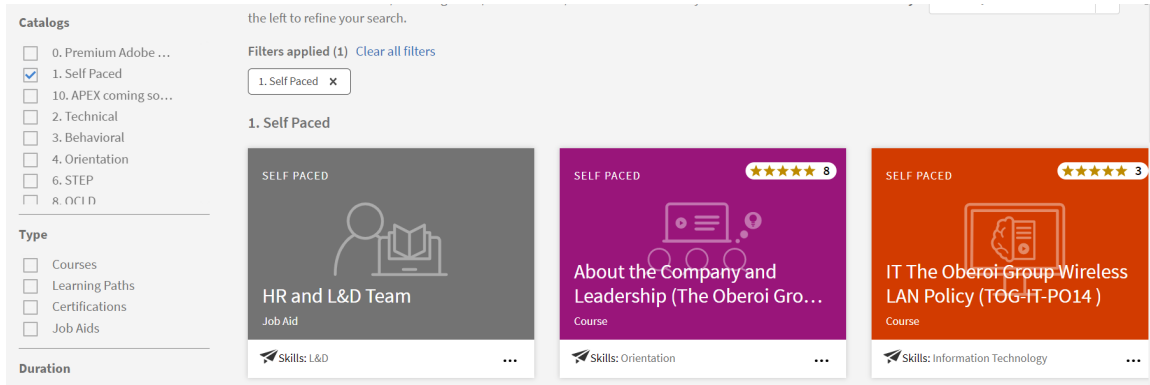 Catalogs
0. Premium Adobe ...
1. Self Paced
10. APEX coming so...
2. Technical
3. Behavioral
4. Orientation
6. STEP
Type
Courses
Learning Paths
Certifications
Job Aids
Duration
the left to refine your search.
Filters applied (1) Clear all filters
1. Self Paced ×
1. Self Paced
SELF PACED
HR and L&D Team
Job Aid
Skills: L&D
...
SELF PACED
★★★★★ 8
About the Company and
Leadership (The Oberoi Gro...
Course
Skills: Orientation
...
SELF PACED
★★★★★ 3
IT The Oberoi Group Wireless
LAN Policy (TOG-IT-PO14 )
Course
Skills: Information Technology
...